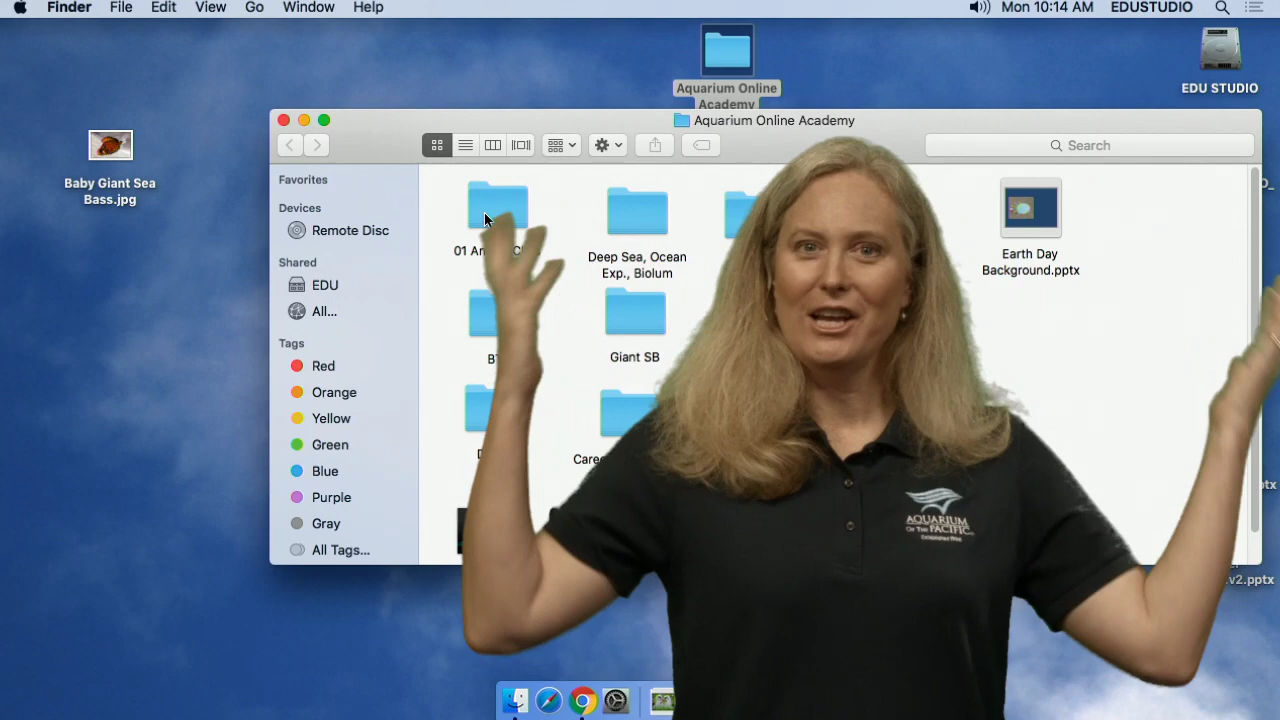 Finder File Edit View Go Window Help Mon 10:14 AM EDUSTUDIO
Aquarium Online
Academy
EDU STUDIO
Baby Giant Sea
Bass.jpg
Aquarium Online Academy
Search
Favorites
Devices
Remote Disc
Shared
EDU
All...
Tags
Red
Orange
Yellow
Green
Blue
Purple
Gray
All Tags...
01
Deep Sea, Ocean
Exp., Biolum
Earth Day
Background.pptx
Giant SB
AQUARIUM
OF THE PACIFIC
v2.pptx